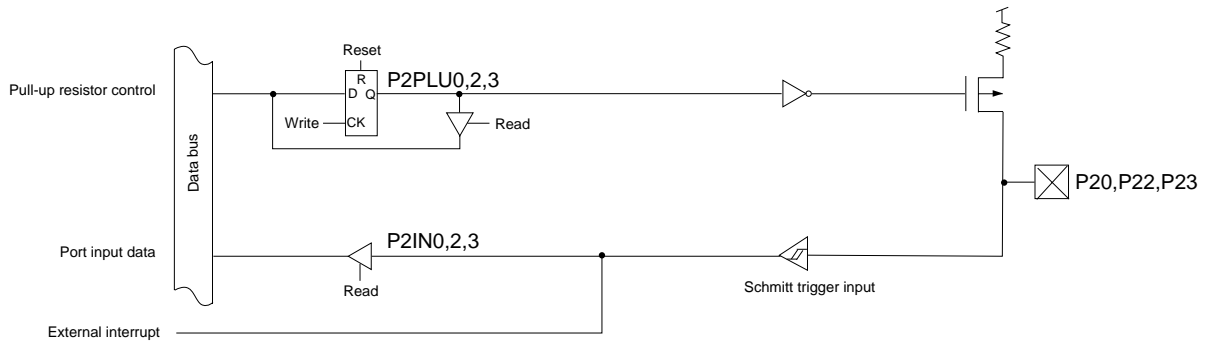 Reset
Pull-up resistor control
R
P2PLU0,2,3
D Q
Write
CK
Read
Data bus
P20,P22,P23
Port input data
P2IN0,2,3
Read
Schmitt trigger input
External interrupt